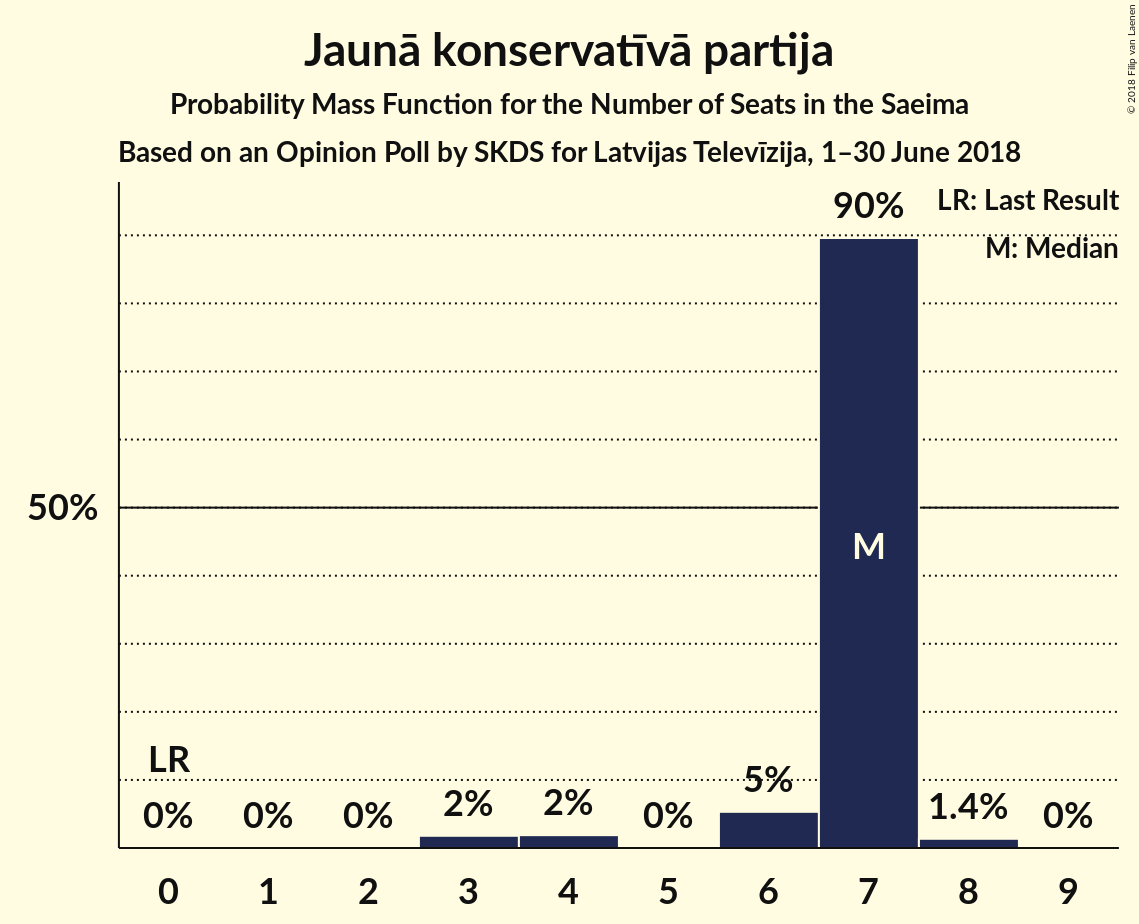 Jaunā konservatīvā partija
Probability Mass Function for the Number of Seats in the Saeima
Based on an Opinion Poll by SKDS for Latvijas Televīzija, 1–30 June 2018
© 2018 Filip van Laenen
LR: Last Result
M: Median
90%
50%
M
LR
0% 0% 0% 2% 2% 0% 5% 1.4% 0%
0 1 2 3 4 5 6 7 8 9